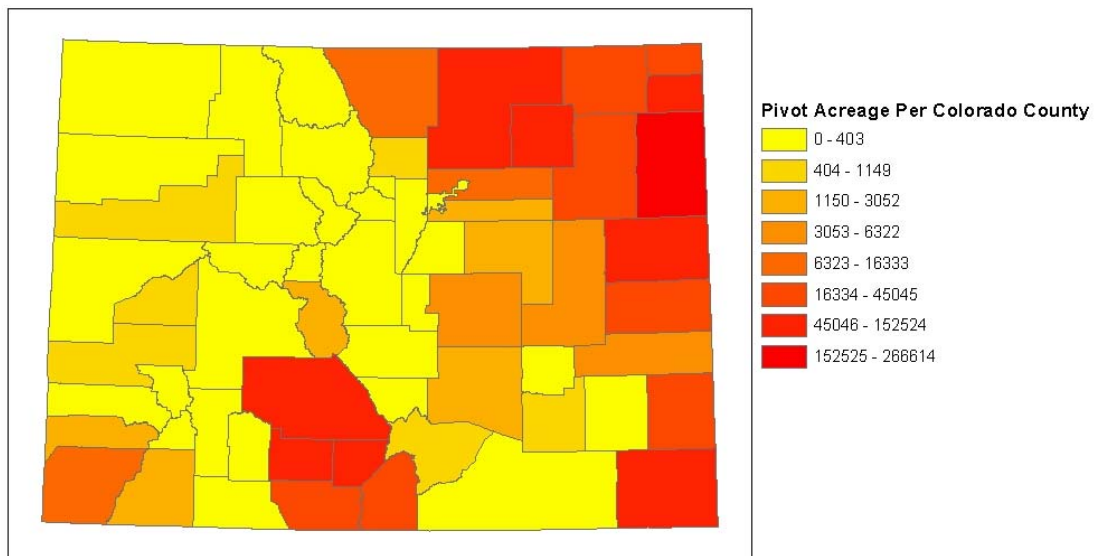 Pivot Acreage Per Colorado County
0 - 403
404 - 1149
1150 - 3052
3053 - 6322
6323 - 16333
16334 - 45045
45046 - 152524
152525 - 266614